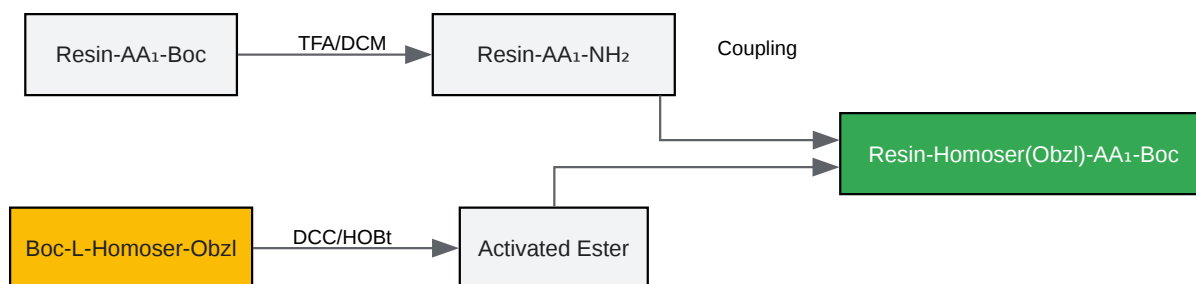 Resin-AA₁-Boc
TFA/DCM
Resin-AA₁-NH₂
Coupling
Resin-Homoser(Obzl)-AA₁-Boc
Boc-L-Homoser-Obzl
DCC/HOBt
Activated Ester